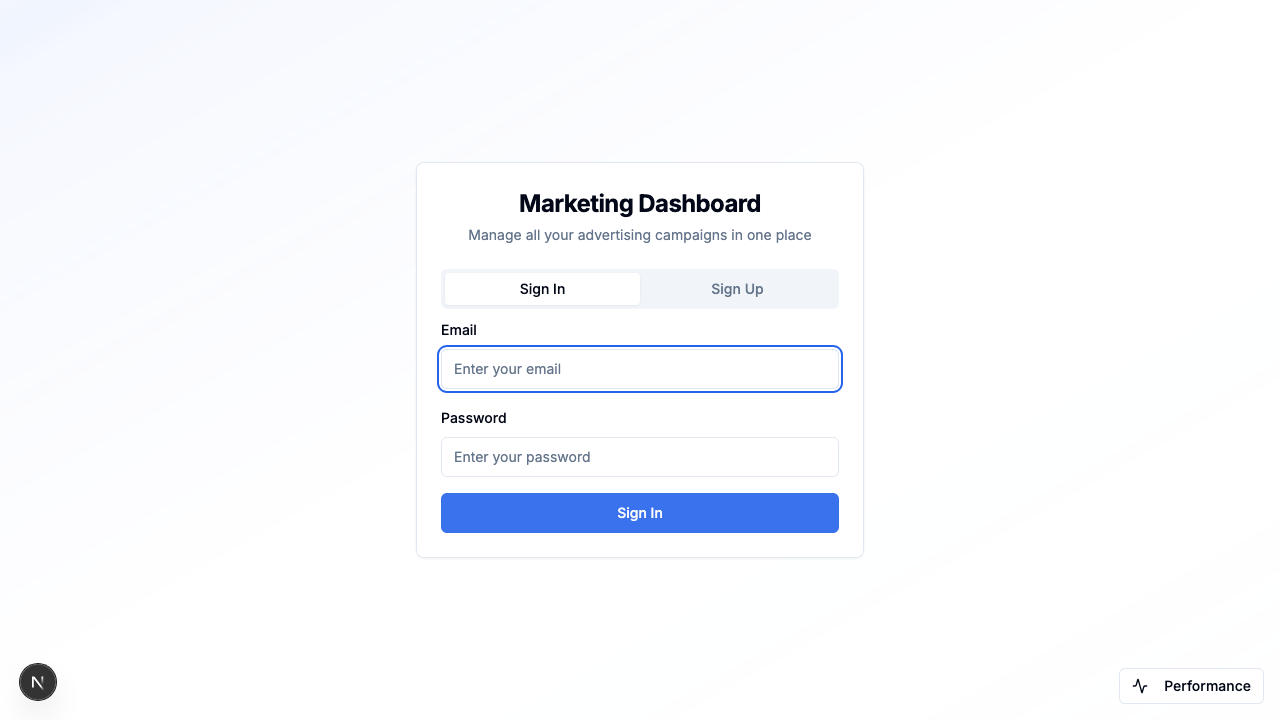 Marketing Dashboard
Manage all your advertising campaigns in one place
Sign In
Sign Up
Email
Enter your email
Password
Enter your password
Sign In
N
Performance